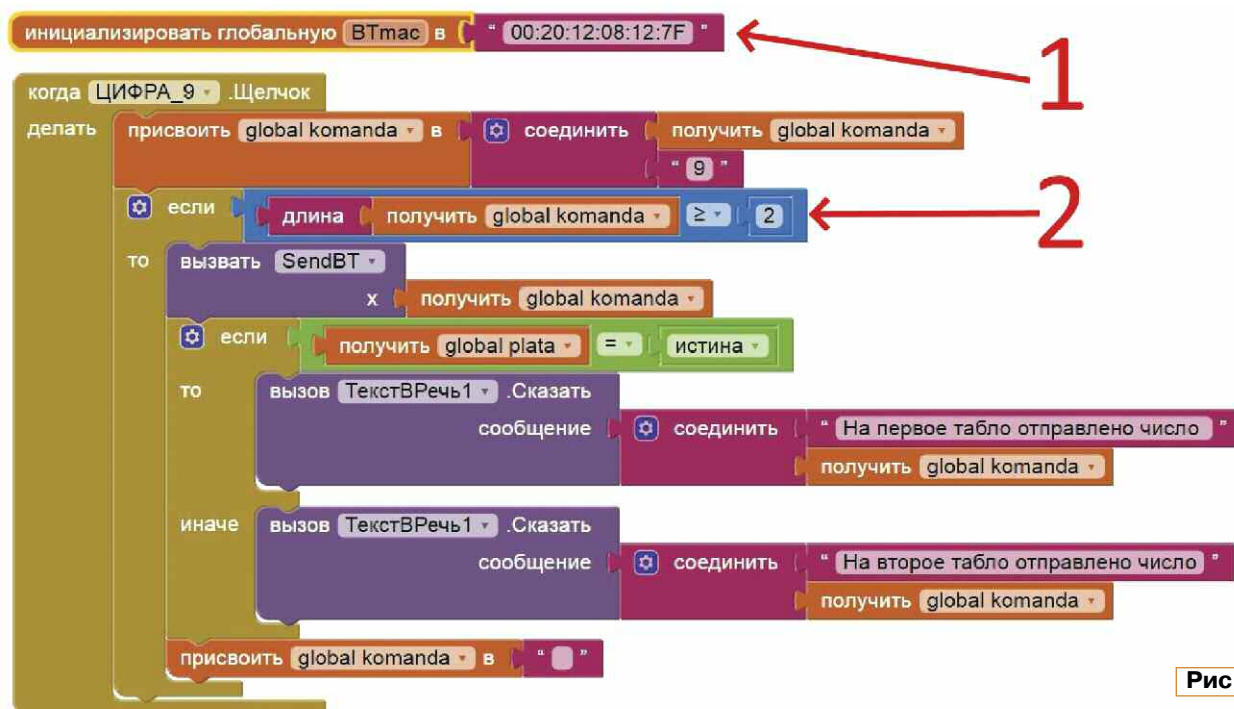 инициализировать глобальную BTmac в " 00:20:12:08:12:7F "
1
когда ЦИФРА_9 .Щелчок
делать присвоить global komanda в соединить получить global komanda
" 9 "
если длина получить global komanda ≥ 2
2
то вызвать SendBT
x получить global komanda
если получить global plata = истина
то вызов ТекстВРечь1 .Сказать
сообщение соединить " На первое табло отправлено число "
получить global komanda
иначе вызов ТекстВРечь1 .Сказать
сообщение соединить " На второе табло отправлено число "
получить global komanda
присвоить global komanda в " "
Рис